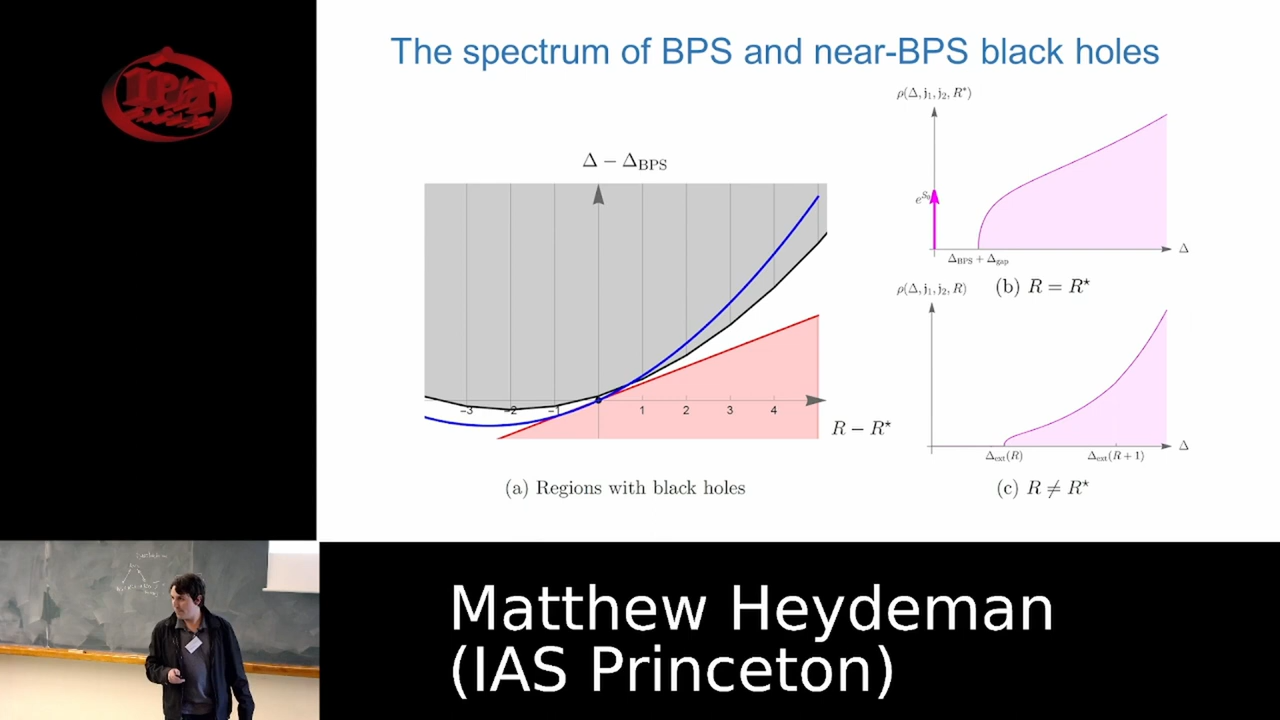 IPhT
The spectrum of BPS and near-BPS black holes
Δ − Δ_BPS
−3 −2 −1 1 2 3 4
R − R⋆
(a) Regions with black holes
ρ(Δ, j₁, j₂, R⋆)
e^{S₀}
Δ
Δ_BPS + Δ_gap
(b) R = R⋆
ρ(Δ, j₁, j₂, R)
Δ
Δ_ext(R) Δ_ext(R + 1)
(c) R ≠ R⋆
Matthew Heydeman
(IAS Princeton)